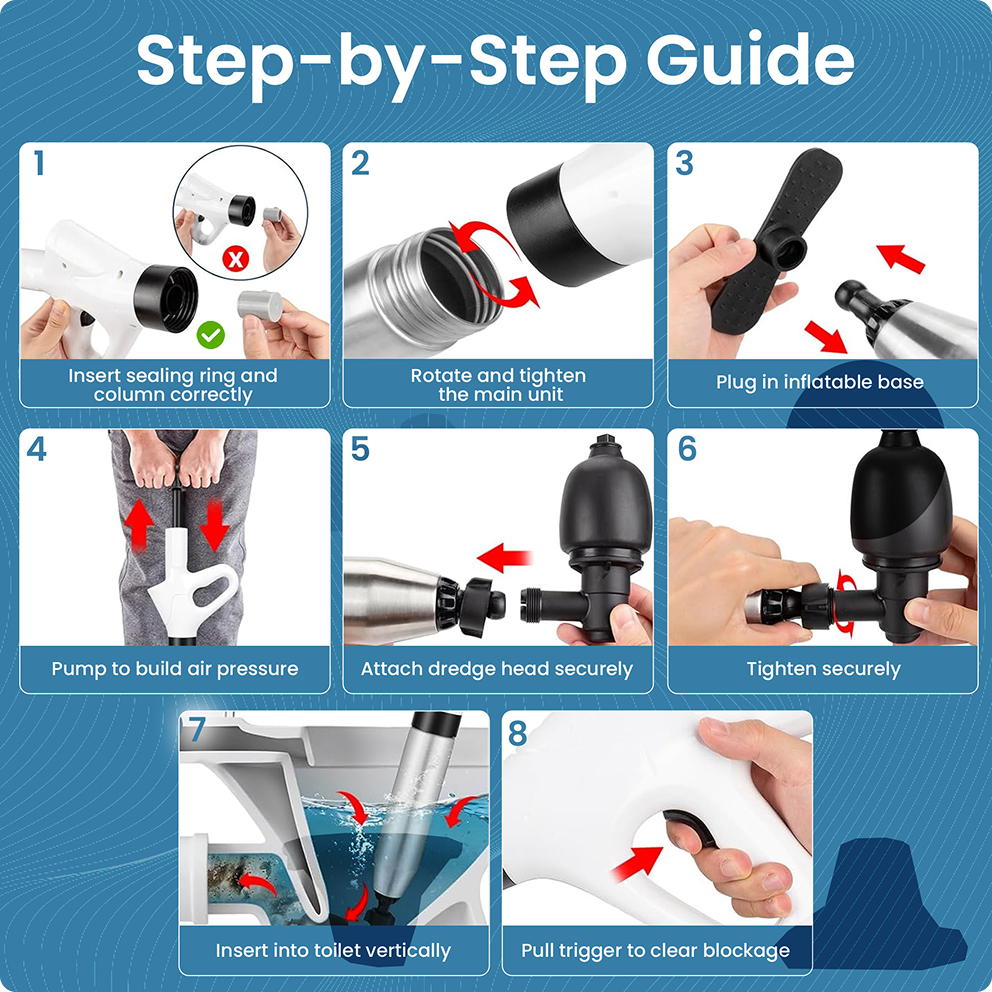 Step-by-Step Guide
1
X
Insert sealing ring and
column correctly
2
Rotate and tighten
the main unit
3
Plug in inflatable base
4
Pump to build air pressure
5
Attach dredge head securely
6
Tighten securely
7
Insert into toilet vertically
8
Pull trigger to clear blockage